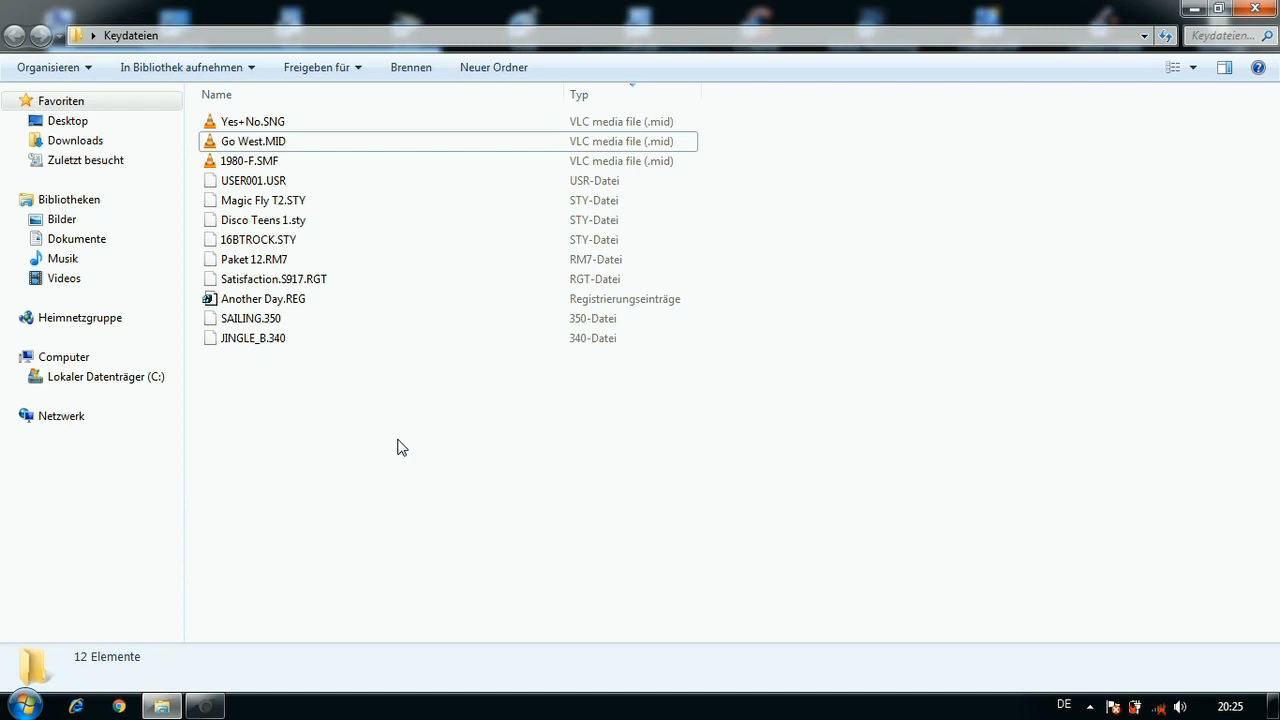 Keydateien
Keydateien...
Organisieren
In Bibliothek aufnehmen
Freigeben für
Brennen
Neuer Ordner
Favoriten
Desktop
Downloads
Zuletzt besucht
Bibliotheken
Bilder
Dokumente
Musik
Videos
Heimnetzgruppe
Computer
Lokaler Datenträger (C:)
Netzwerk
Name Typ
Yes+No.SNG VLC media file (.mid)
Go West.MID VLC media file (.mid)
1980-F.SMF VLC media file (.mid)
USER001.USR USR-Datei
Magic Fly T2.STY STY-Datei
Disco Teens 1.sty STY-Datei
16BTROCK.STY STY-Datei
Paket 12.RM7 RM7-Datei
Satisfaction.S917.RGT RGT-Datei
Another Day.REG Registrierungseinträge
SAILING.350 350-Datei
JINGLE_B.340 340-Datei
12 Elemente
DE
20:25